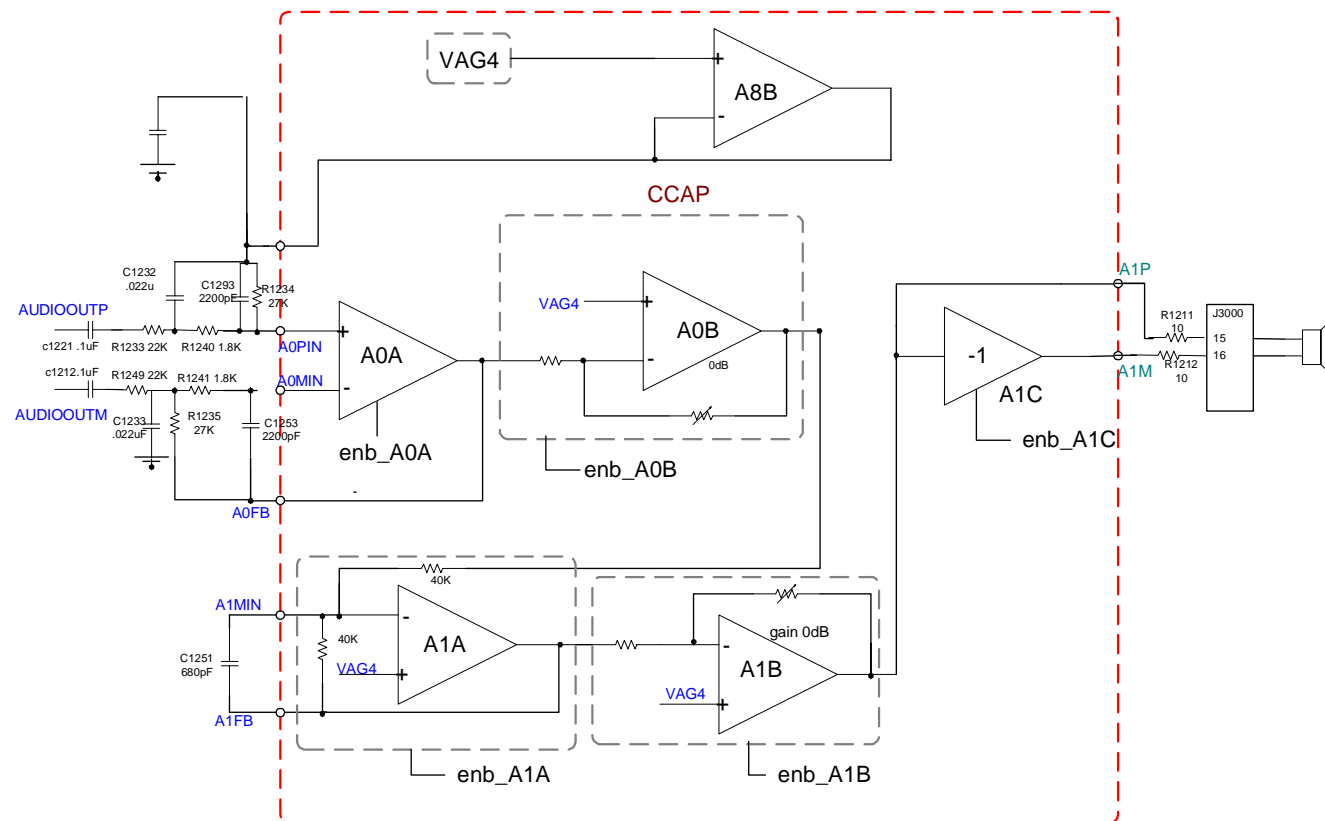 VAG4
+
A8B
-
CCAP
C1232
.022u
C1293
2200pF
R1234
27K
AUDIOOUTP
c1221 .1uF
R1233 22K
R1240 1.8K
A0PIN
+
A0A
-
A0MIN
enb_A0A
c1212.1uF
R1249 22K
R1241 1.8K
AUDIOOUTM
C1233
.022uF
R1235
27K
C1253
2200pF
A0FB
-
VAG4
+
A0B
-
0dB
enb_A0B
A1P
R1211
10
J3000
15
16
-1
A1C
A1M
R1212
10
enb_A1C
40K
A1MIN
-
40K
A1A
VAG4
+
C1251
680pF
A1FB
enb_A1A
gain 0dB
-
A1B
VAG4
+
enb_A1B